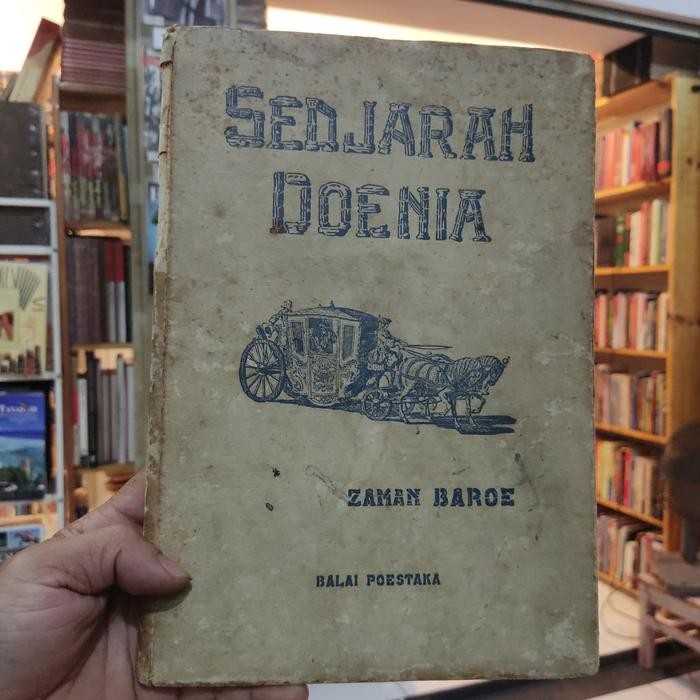 SEDJARAH
DOENIA
ZAMAN BAROE
BALAI POESTAKA